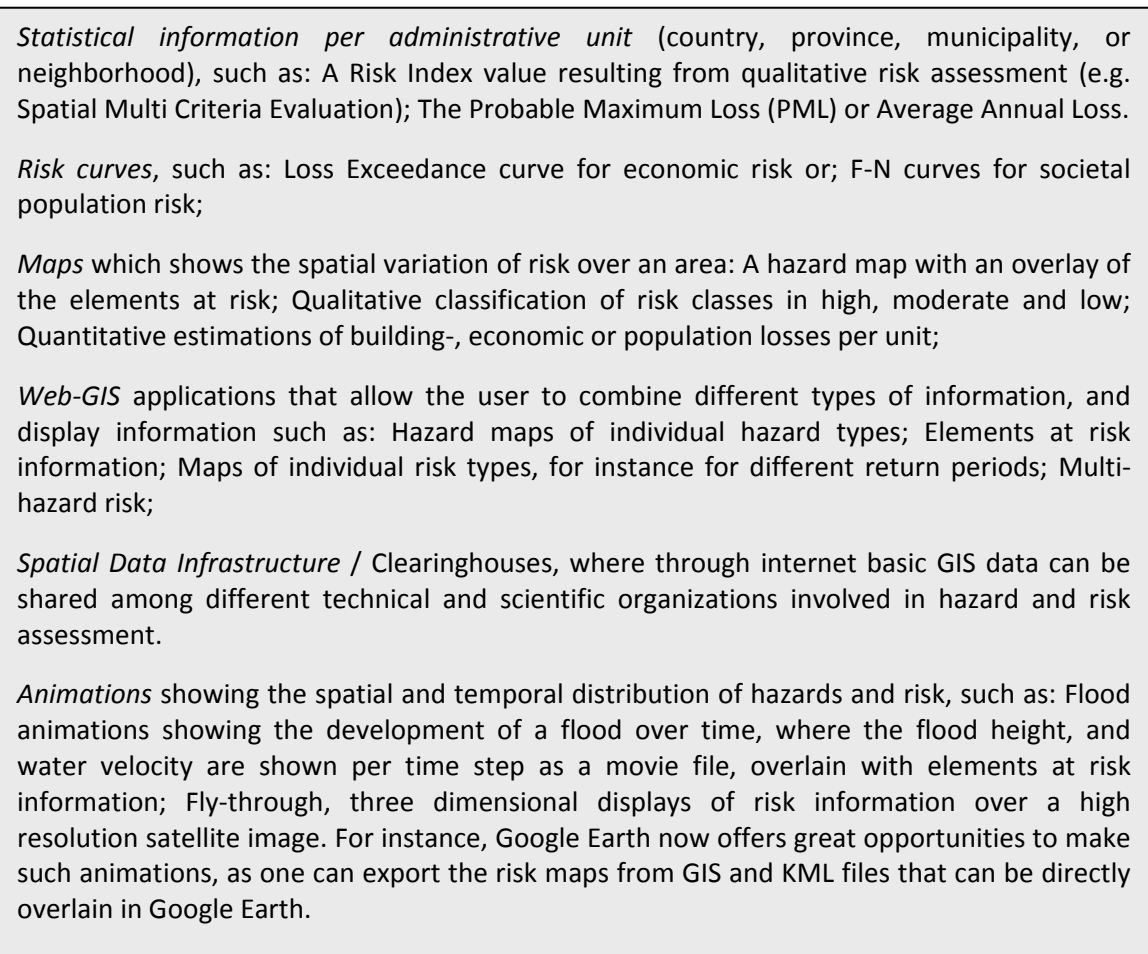 Statistical information per administrative unit (country, province, municipality, or
neighborhood), such as: A Risk Index value resulting from qualitative risk assessment (e.g.
Spatial Multi Criteria Evaluation); The Probable Maximum Loss (PML) or Average Annual Loss.
Risk curves, such as: Loss Exceedance curve for economic risk or; F-N curves for societal
population risk;
Maps which shows the spatial variation of risk over an area: A hazard map with an overlay of
the elements at risk; Qualitative classification of risk classes in high, moderate and low;
Quantitative estimations of building-, economic or population losses per unit;
Web-GIS applications that allow the user to combine different types of information, and
display information such as: Hazard maps of individual hazard types; Elements at risk
information; Maps of individual risk types, for instance for different return periods; Multi-
hazard risk;
Spatial Data Infrastructure / Clearinghouses, where through internet basic GIS data can be
shared among different technical and scientific organizations involved in hazard and risk
assessment.
Animations showing the spatial and temporal distribution of hazards and risk, such as: Flood
animations showing the development of a flood over time, where the flood height, and
water velocity are shown per time step as a movie file, overlain with elements at risk
information; Fly-through, three dimensional displays of risk information over a high
resolution satellite image. For instance, Google Earth now offers great opportunities to make
such animations, as one can export the risk maps from GIS and KML files that can be directly
overlain in Google Earth.